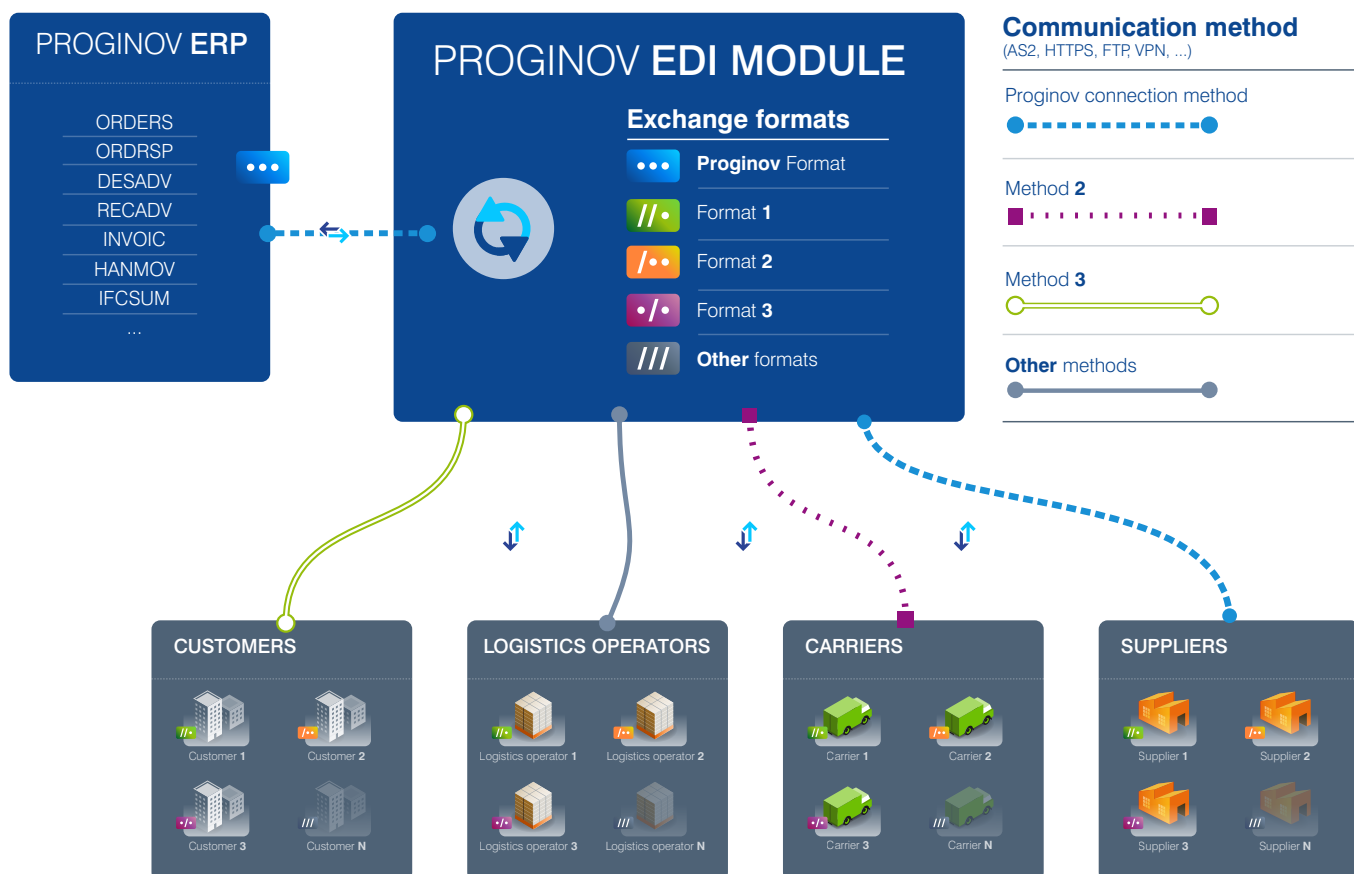 PROGINOV ERP
ORDERS
ORDRSP
DESADV
RECADV
INVOIC
HANMOV
IFCSUM
...
PROGINOV EDI MODULE
Exchange formats
Proginov Format
Format 1
Format 2
Format 3
Other formats
Communication method
(AS2, HTTPS, FTP, VPN, ...)
Proginov connection method
Method 2
Method 3
Other methods
CUSTOMERS
Customer 1
Customer 2
Customer 3
Customer N
LOGISTICS OPERATORS
Logistics operator 1
Logistics operator 2
Logistics operator 3
Logistics operator N
CARRIERS
Carrier 1
Carrier 2
Carrier 3
Carrier N
SUPPLIERS
Supplier 1
Supplier 2
Supplier 3
Supplier N